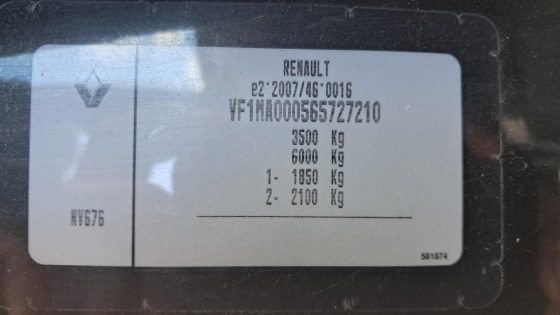 RENAULT
e2*2007/46*0016
VF1MA000565727210
3500 Kg
6000 Kg
1- 1850 Kg
2- 2100 Kg
NV676
581874